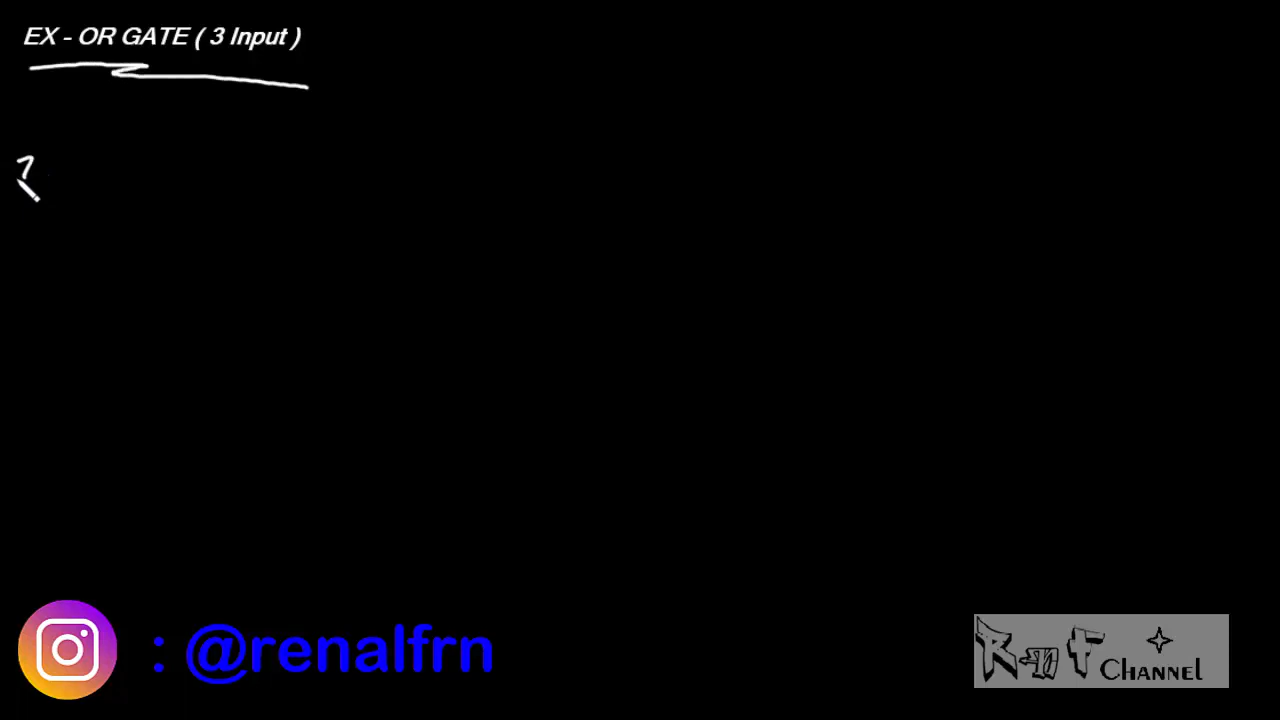 EX - OR GATE ( 3 Input )
: @renalfrn
CHANNEL